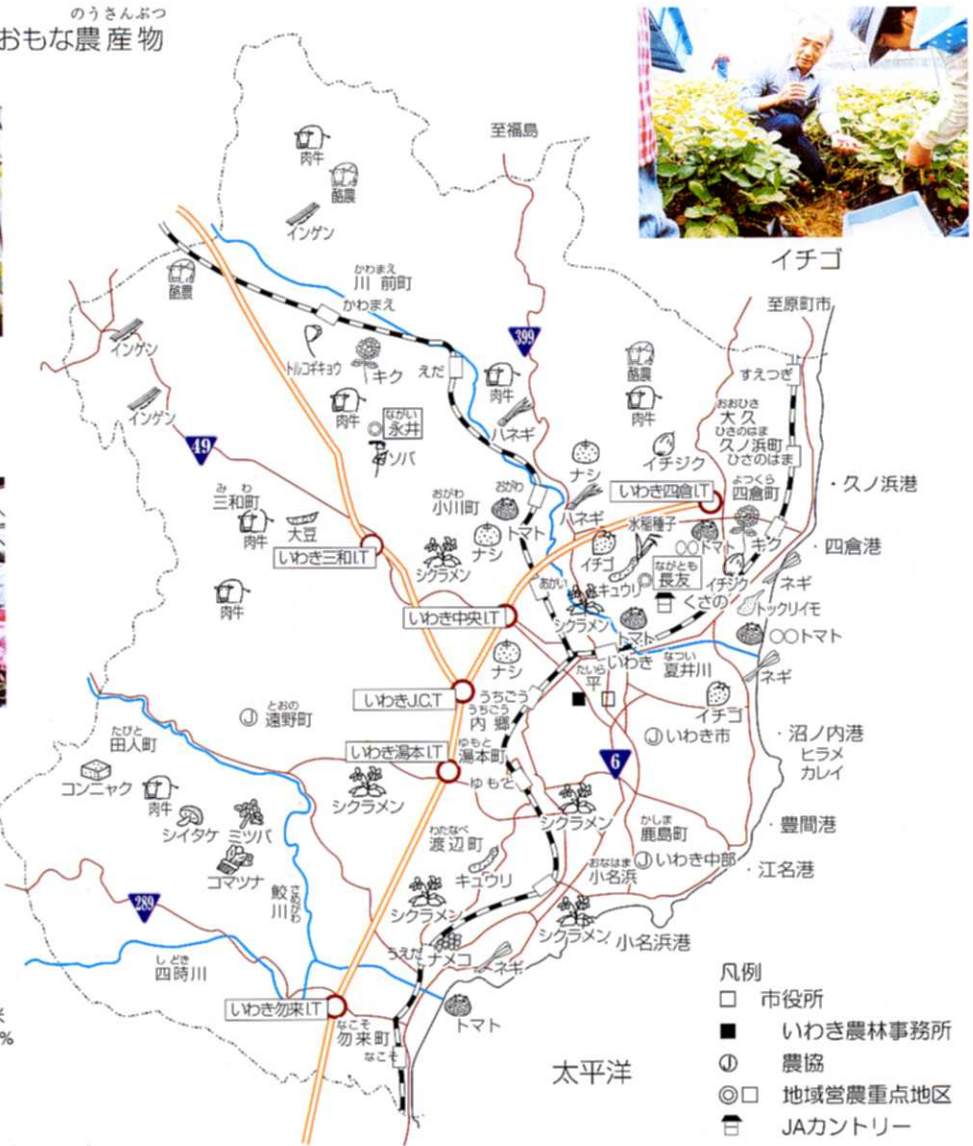 のうさんぶつ
おもな農産物
イチゴ
至福島
至原町市
肉牛
酪農
インゲン
酪農
かわまえ
川前町
かわまえ
インゲン
インゲン
399
トルコギキョウ
キク
えだ
肉牛
肉牛
ながい
永井
ソバ
ハネギ
酪農
肉牛
すえつぎ
おおひさ
大久
ひさのはま
久ノ浜町
ひさのはま
・久ノ浜港
49
みわ
三和町
肉牛
大豆
いわき三和I.T
肉牛
おがわ
小川町
おがわ
トマト
ナシ
シクラメン
ナシ
ハネギ
イチジク
いわき四倉I.T
よつくら
四倉町
水稲種子
イチゴ
キュウリ
○○トマト
キク
ながとも
長友
イチジク
くさの
・四倉港
ネギ
トックリイモ
○○トマト
ネギ
あかい
シクラメン
トマト
いわき中央I.T
ナシ
いわき
たいら
平
なつい
夏井川
イチゴ
Ⓙいわき市
いわきJ.C.T
うちごう
うちごう
内郷
とおの
Ⓙ遠野町
いわき湯本I.T
ゆもと
湯本町
ゆもと
6
・沼ノ内港
ヒラメ
カレイ
たびと
田人町
コンニャク
肉牛
シイタケ
ミツバ
コマツナ
シクラメン
シクラメン
わたなべ
渡辺町
キュウリ
かしま
鹿島町
Ⓙいわき中部
おなはま
小名浜
・豊間港
・江名港
289
さめがわ
鮫川
シクラメン
シクラメン
小名浜港
しどき
四時川
うえだ
ナメコ
ネギ
いわき勿来I.T
トマト
なこそ
勿来町
なこそ
太平洋
%
凡例
□ 市役所
■ いわき農林事務所
Ⓙ 農協
◎□ 地域営農重点地区
JAカントリー